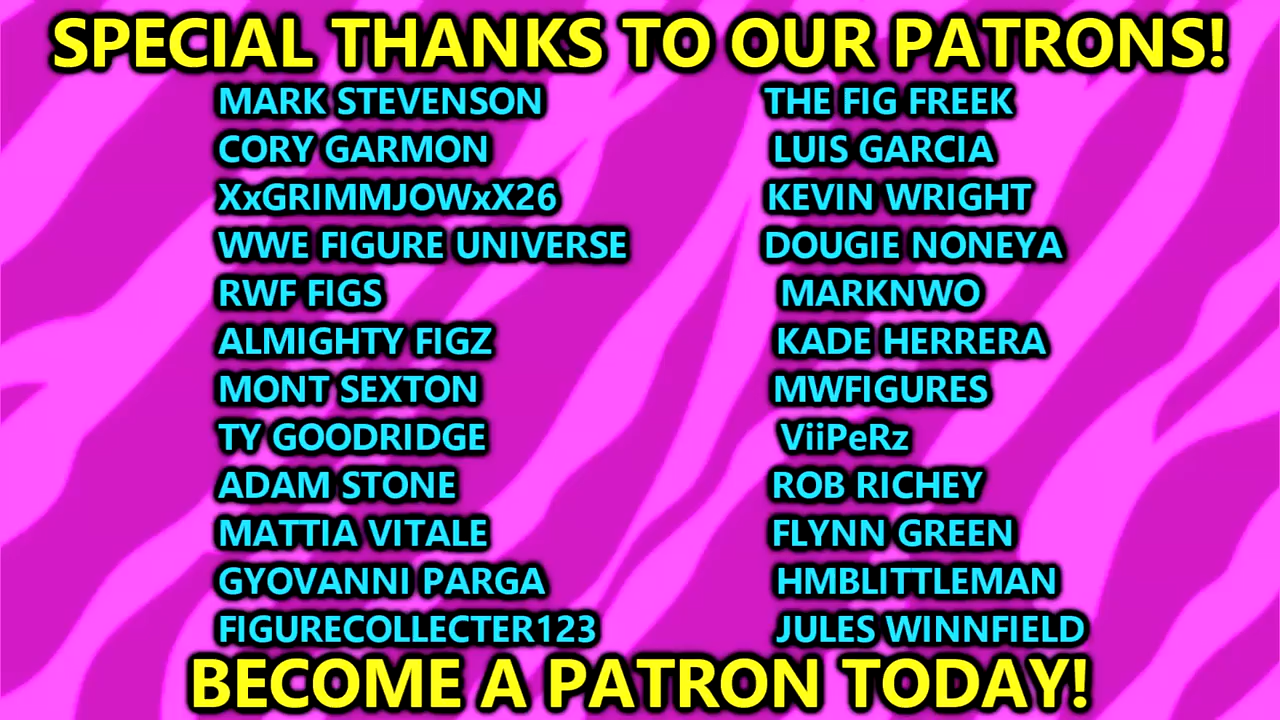 SPECIAL THANKS TO OUR PATRONS!
MARK STEVENSON
CORY GARMON
XxGRIMMJOWxX26
WWE FIGURE UNIVERSE
RWF FIGS
ALMIGHTY FIGZ
MONT SEXTON
TY GOODRIDGE
ADAM STONE
MATTIA VITALE
GYOVANNI PARGA
FIGURECOLLECTER123
THE FIG FREEK
LUIS GARCIA
KEVIN WRIGHT
DOUGIE NONEYA
MARKNWO
KADE HERRERA
MWFIGURES
ViiPeRz
ROB RICHEY
FLYNN GREEN
HMBLITTLEMAN
JULES WINNFIELD
BECOME A PATRON TODAY!